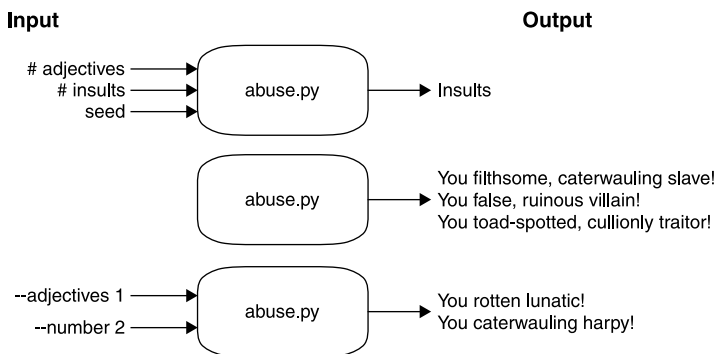 Input
Output
# adjectives
# insults
seed
abuse.py
Insults
abuse.py
You filthsome, caterwauling slave!
You false, ruinous villain!
You toad-spotted, cullionly traitor!
--adjectives 1
--number 2
abuse.py
You rotten lunatic!
You caterwauling harpy!